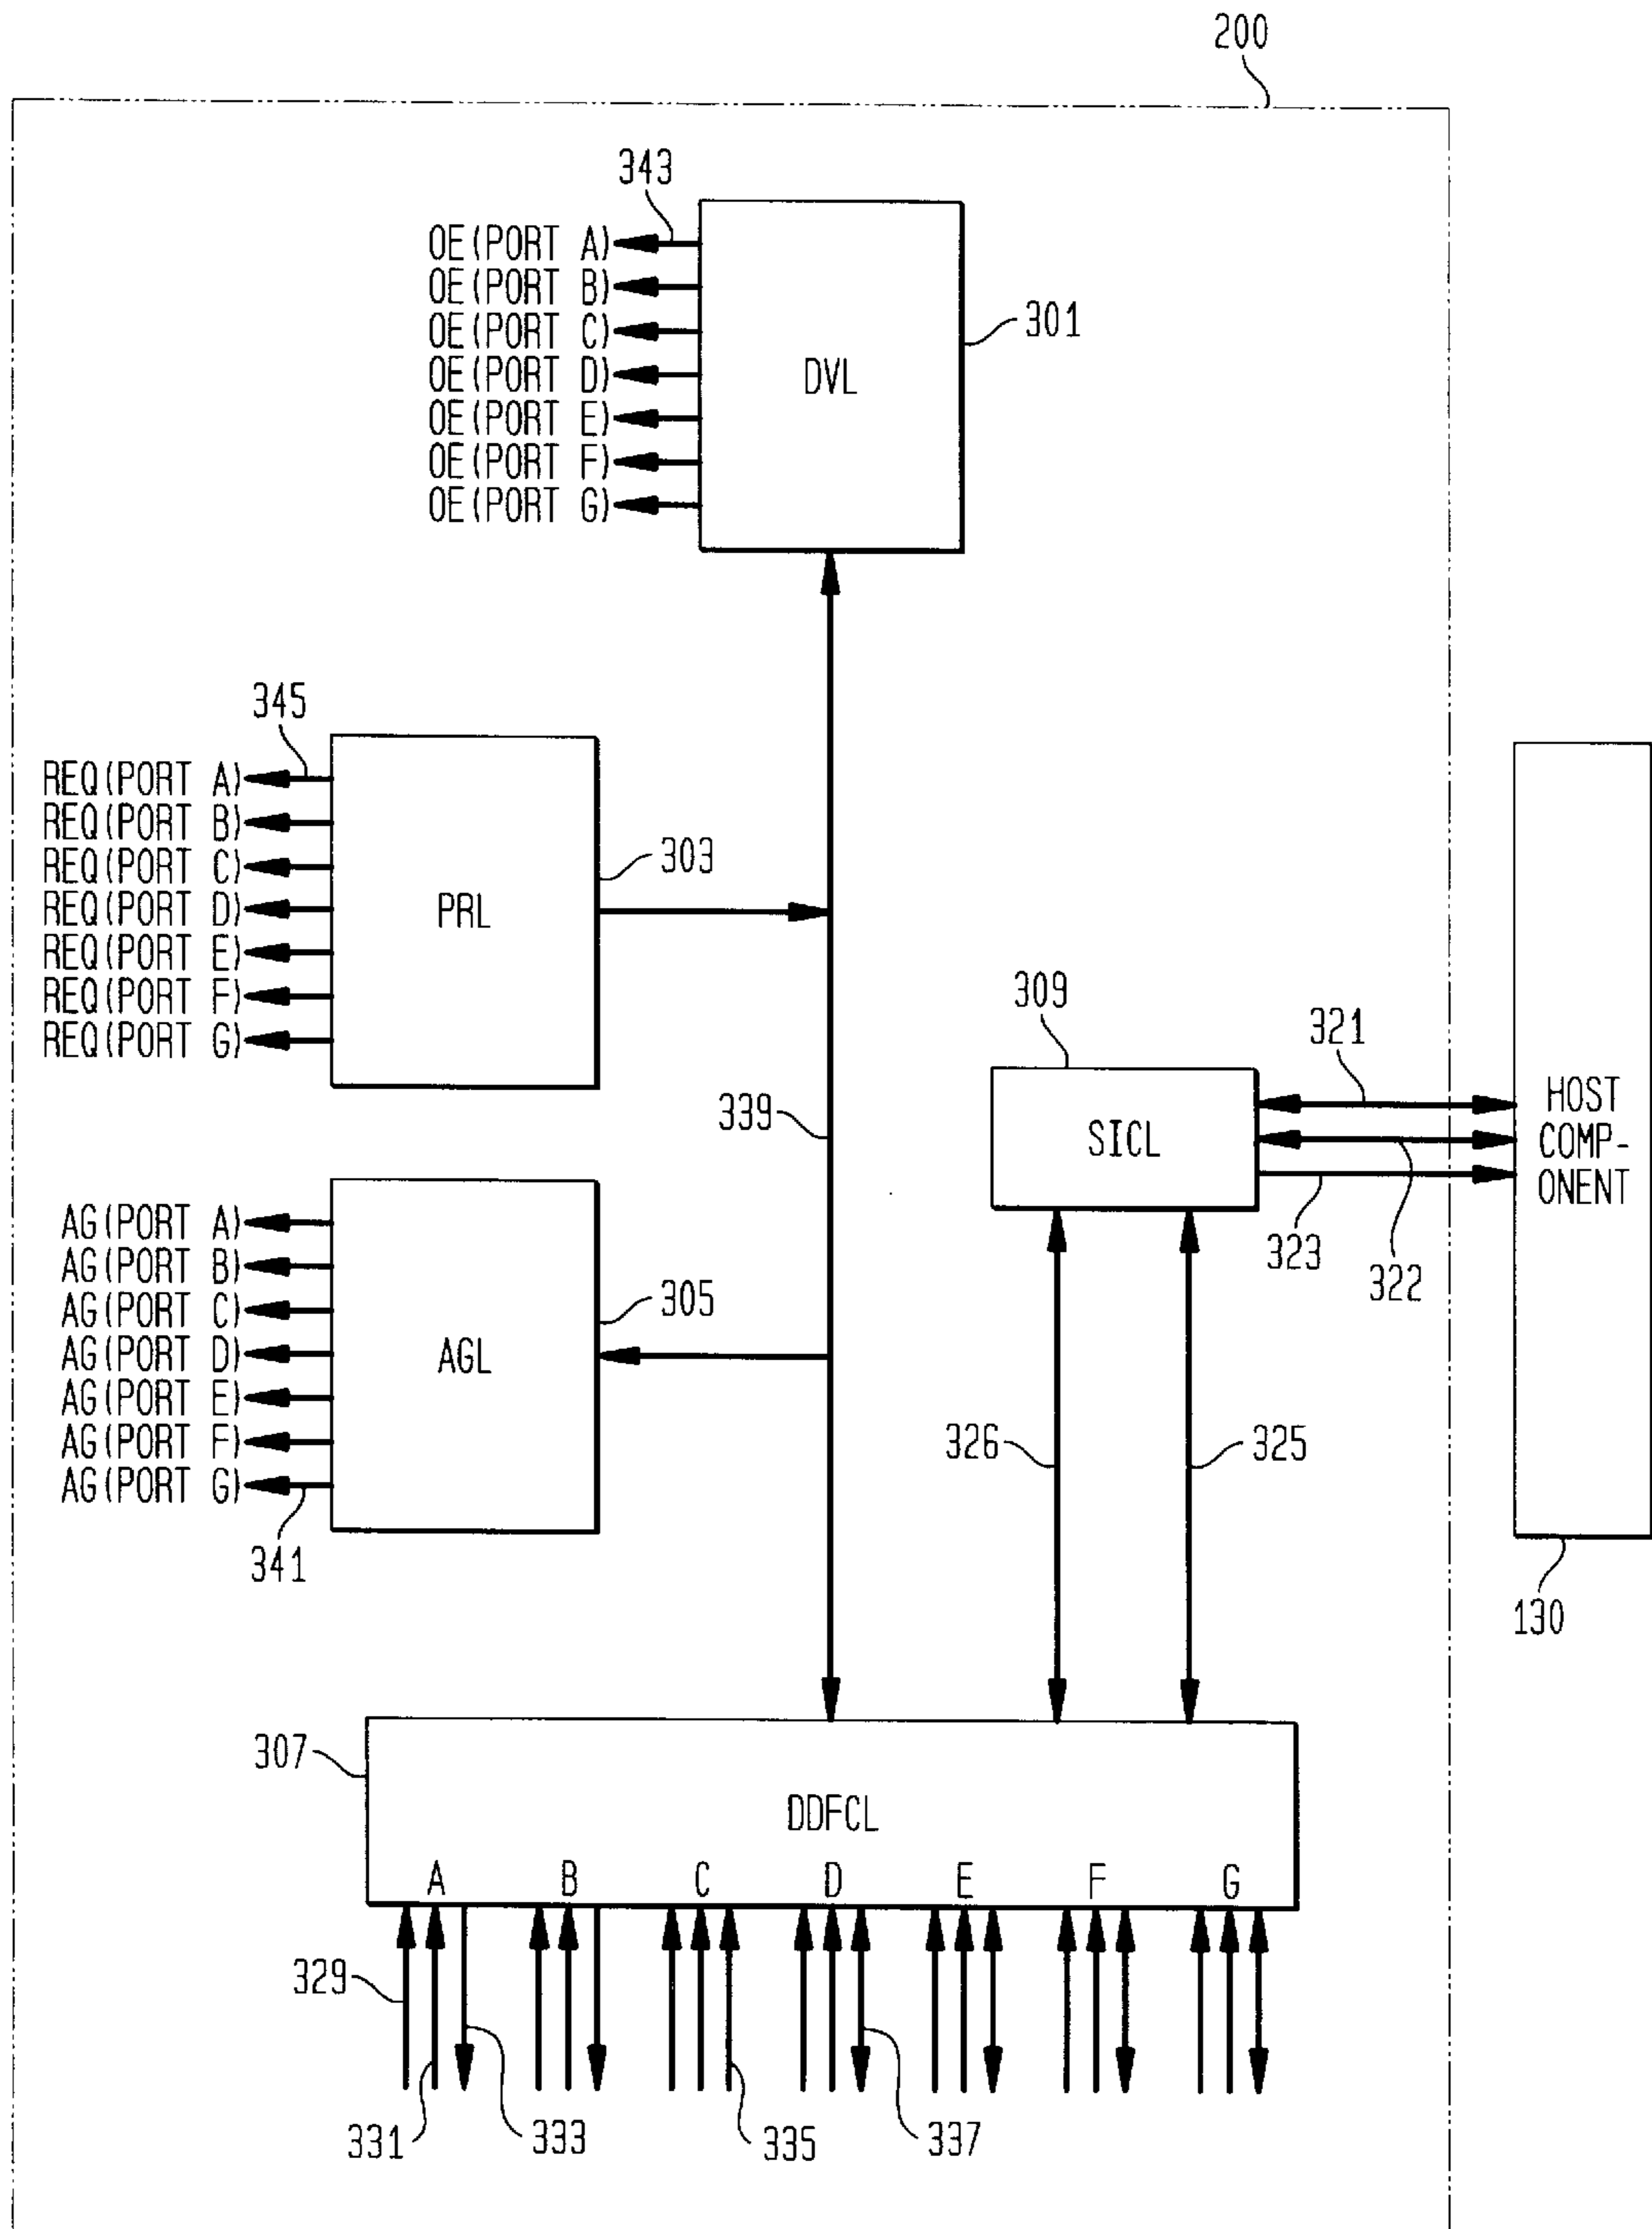 200
343
OE(PORT A)
OE(PORT B)
OE(PORT C)
OE(PORT D)
OE(PORT E)
OE(PORT F)
OE(PORT G)
DVL
301
345
REQ(PORT A)
REQ(PORT B)
REQ(PORT C)
REQ(PORT D)
REQ(PORT E)
REQ(PORT F)
REQ(PORT G)
PRL
303
339
309
SICL
321
322
323
HOST
COMP-
ONENT
130
AG(PORT A)
AG(PORT B)
AG(PORT C)
AG(PORT D)
AG(PORT E)
AG(PORT F)
AG(PORT G)
AGL
305
341
326
325
307
DDFCL
A B C D E F G
329
331
333
335
337